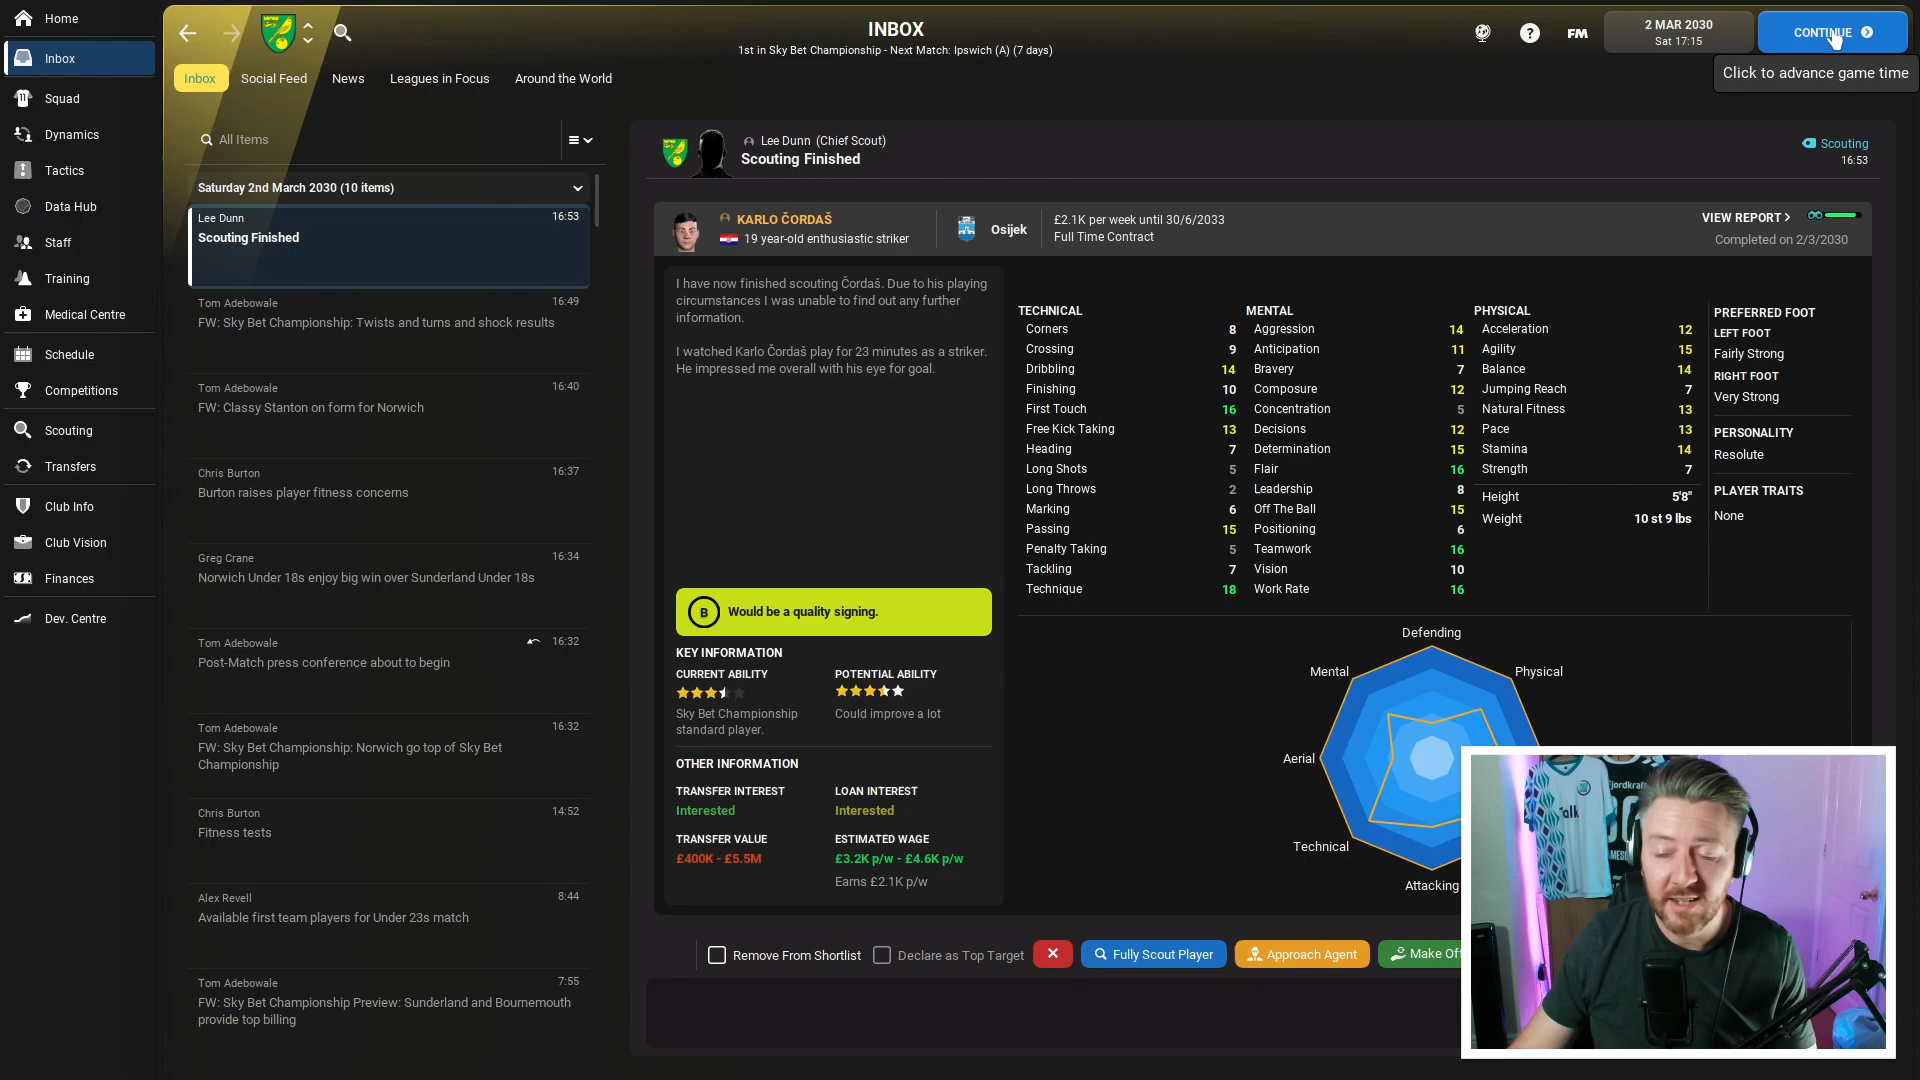 Home
Inbox
Squad
Dynamics
Tactics
Data Hub
Staff
Training
Medical Centre
Schedule
Competitions
Scouting
Transfers
Club Info
Club Vision
Finances
Dev. Centre
INBOX
1st in Sky Bet Championship - Next Match: Ipswich (A) (7 days)
FM
2 MAR 2030
Sat 17:15
CONTINUE
Click to advance game time
Inbox
Social Feed
News
Leagues in Focus
Around the World
All Items
Saturday 2nd March 2030 (10 items)
Lee Dunn 16:53
Scouting Finished
Tom Adebowale 16:49
FW: Sky Bet Championship: Twists and turns and shock results
Tom Adebowale 16:40
FW: Classy Stanton on form for Norwich
Chris Burton 16:37
Burton raises player fitness concerns
Greg Crane 16:34
Norwich Under 18s enjoy big win over Sunderland Under 18s
Tom Adebowale 16:32
Post-Match press conference about to begin
Tom Adebowale 16:32
FW: Sky Bet Championship: Norwich go top of Sky Bet
Championship
Chris Burton 14:52
Fitness tests
Alex Revell 8:44
Available first team players for Under 23s match
Tom Adebowale 7:55
FW: Sky Bet Championship Preview: Sunderland and Bournemouth
provide top billing
Lee Dunn (Chief Scout)
Scouting Finished
Scouting
16:53
KARLO ČORDAŠ
19 year-old enthusiastic striker
Osijek
£2.1K per week until 30/6/2033
Full Time Contract
VIEW REPORT >
Completed on 2/3/2030
I have now finished scouting Čordaš. Due to his playing
circumstances I was unable to find out any further
information.
I watched Karlo Čordaš play for 23 minutes as a striker.
He impressed me overall with his eye for goal.
B Would be a quality signing.
KEY INFORMATION
CURRENT ABILITY
Sky Bet Championship
standard player.
POTENTIAL ABILITY
Could improve a lot
OTHER INFORMATION
TRANSFER INTEREST
Interested
LOAN INTEREST
Interested
TRANSFER VALUE
£400K - £5.5M
ESTIMATED WAGE
£3.2K p/w - £4.6K p/w
Earns £2.1K p/w
TECHNICAL
Corners 8
Crossing 9
Dribbling 14
Finishing 10
First Touch 16
Free Kick Taking 13
Heading 7
Long Shots 5
Long Throws 2
Marking 6
Passing 15
Penalty Taking 5
Tackling 7
Technique 18
MENTAL
Aggression 14
Anticipation 11
Bravery 7
Composure 12
Concentration 5
Decisions 12
Determination 15
Flair 16
Leadership 8
Off The Ball 15
Positioning 6
Teamwork 16
Vision 10
Work Rate 16
PHYSICAL
Acceleration 12
Agility 15
Balance 14
Jumping Reach 7
Natural Fitness 13
Pace 13
Stamina 14
Strength 7
Height 5'8"
Weight 10 st 9 lbs
PREFERRED FOOT
LEFT FOOT
Fairly Strong
RIGHT FOOT
Very Strong
PERSONALITY
Resolute
PLAYER TRAITS
None
Defending
Mental
Physical
Aerial
Technical
Attacking
Remove From Shortlist
Declare as Top Target
Fully Scout Player
Approach Agent
Make Of
Talk
Fjordkraft